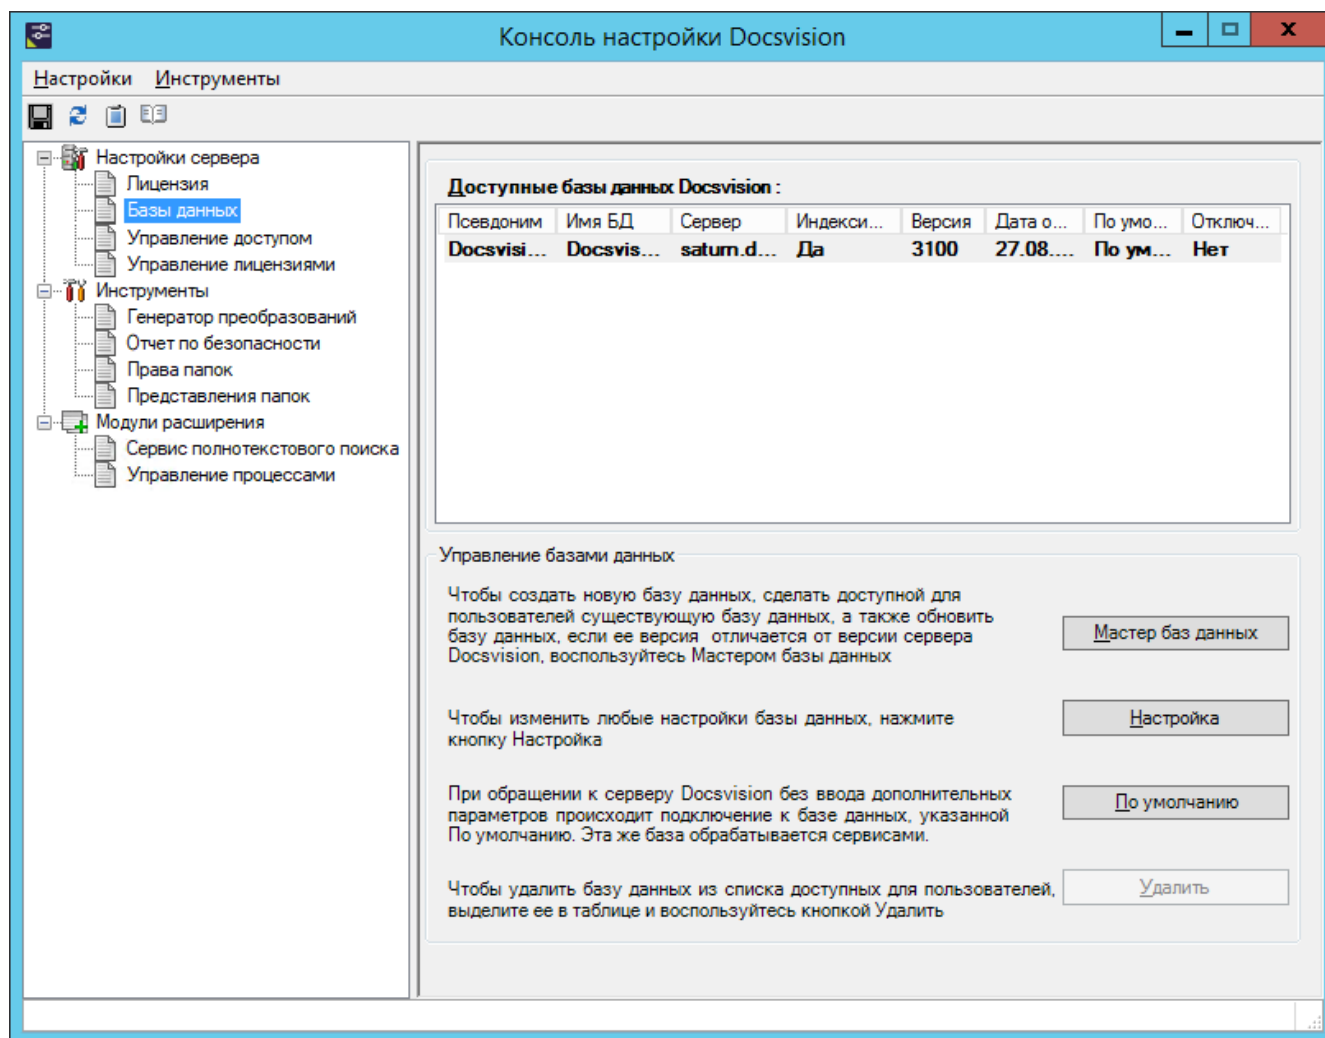 Консоль настройки Docsvision
Настройки Инструменты
Настройки сервера
Лицензия
Базы данных
Управление доступом
Управление лицензиями
Инструменты
Генератор преобразований
Отчет по безопасности
Права папок
Представления папок
Модули расширения
Сервис полнотекстового поиска
Управление процессами
Доступные базы данных Docsvision :
Псевдоним Имя БД Сервер Индекси... Версия Дата о... По умо... Отключ...
Docsvisi... Docsvis... saturn.d... Да 3100 27.08.... По ум... Нет
Управление базами данных
Чтобы создать новую базу данных, сделать доступной для
пользователей существующую базу данных, а также обновить
базу данных, если ее версия отличается от версии сервера
Docsvision, воспользуйтесь Мастером базы данных
Мастер баз данных
Чтобы изменить любые настройки базы данных, нажмите
кнопку Настройка
Настройка
При обращении к серверу Docsvision без ввода дополнительных
параметров происходит подключение к базе данных, указанной
По умолчанию. Эта же база обрабатывается сервисами.
По умолчанию
Чтобы удалить базу данных из списка доступных для пользователей,
выделите ее в таблице и воспользуйтесь кнопкой Удалить
Удалить